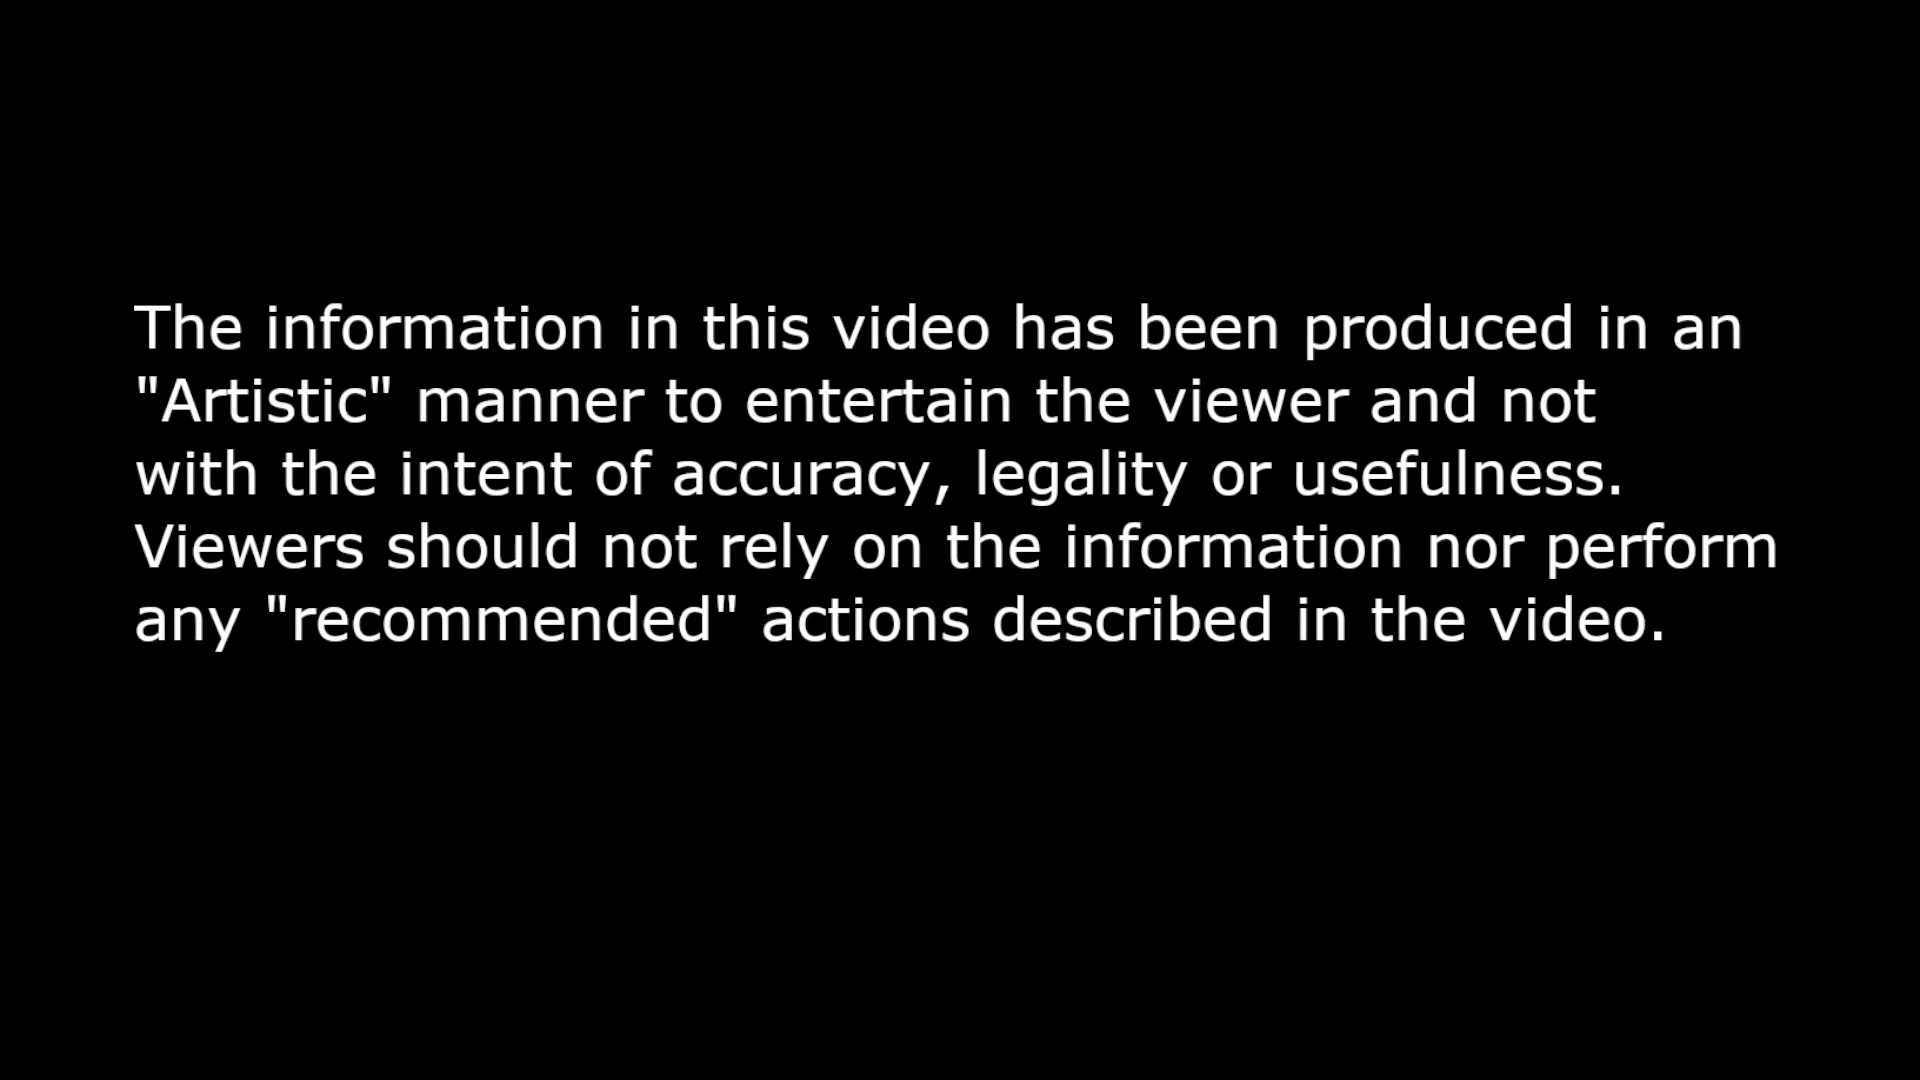 The information in this video has been produced in an
"Artistic" manner to entertain the viewer and not
with the intent of accuracy, legality or usefulness.
Viewers should not rely on the information nor perform
any "recommended" actions described in the video.